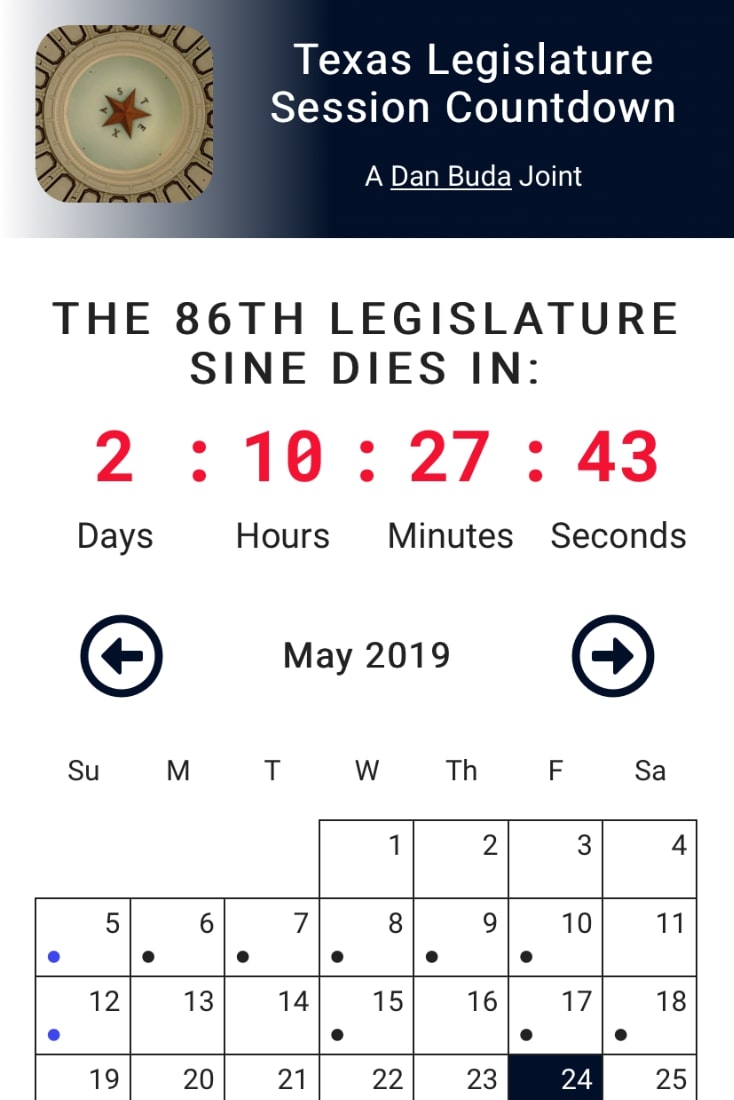 Texas Legislature
Session Countdown
A Dan Buda Joint
THE 86TH LEGISLATURE
SINE DIES IN:
2 : 10 : 27 : 43
Days Hours Minutes Seconds
May 2019
Su M T W Th F Sa
1 2 3 4
5 6 7 8 9 10 11
12 13 14 15 16 17 18
19 20 21 22 23 24 25